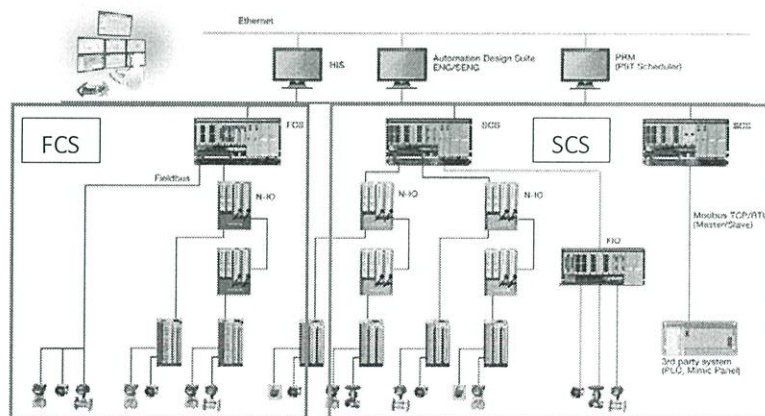 Ethernet
HIS
Automation Design Suite
ENG/SENG
PRM
(PST Scheduler)
FCS
FCS
SCS
SCS
SCS
Fieldbus
N-IO
N-IO
N-IO
Modbus TCP/RTU
(Master/Slave)
FIO
3rd party system
(PLC, Mimic Panel)